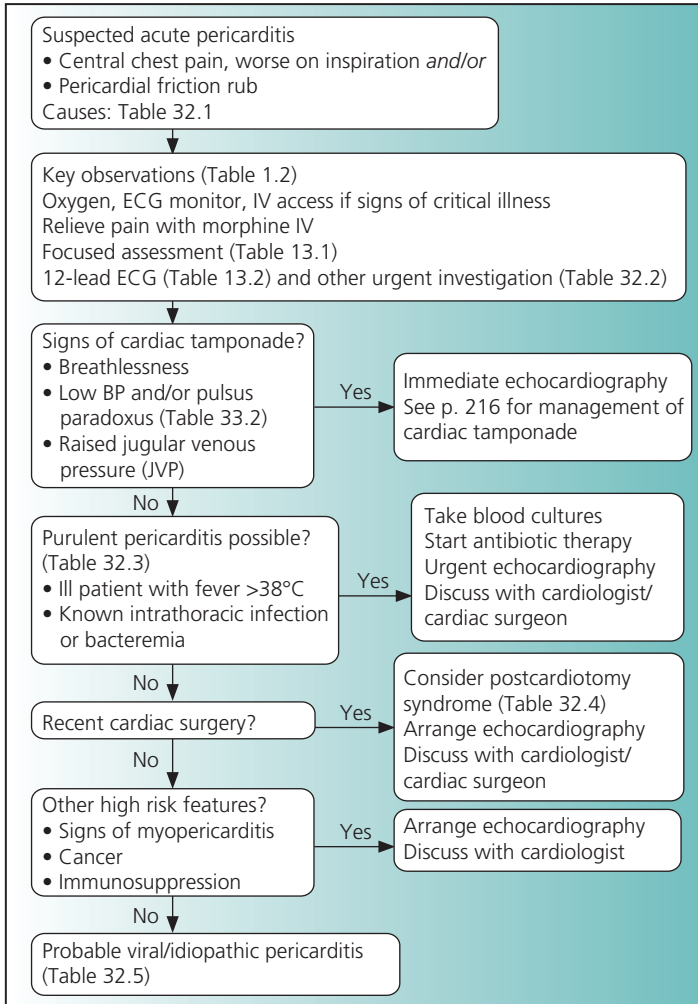 Suspected acute pericarditis
• Central chest pain, worse on inspiration and/or
• Pericardial friction rub
Causes: Table 32.1
Key observations (Table 1.2)
Oxygen, ECG monitor, IV access if signs of critical illness
Relieve pain with morphine IV
Focused assessment (Table 13.1)
12-lead ECG (Table 13.2) and other urgent investigation (Table 32.2)
Signs of cardiac tamponade?
• Breathlessness
• Low BP and/or pulsus
paradoxus (Table 33.2)
• Raised jugular venous
pressure (JVP)
Yes
Immediate echocardiography
See p. 216 for management of
cardiac tamponade
No
Purulent pericarditis possible?
(Table 32.3)
• Ill patient with fever >38°C
• Known intrathoracic infection
or bacteremia
Yes
Take blood cultures
Start antibiotic therapy
Urgent echocardiography
Discuss with cardiologist/
cardiac surgeon
No
Recent cardiac surgery?
Yes
Consider postcardiotomy
syndrome (Table 32.4)
Arrange echocardiography
Discuss with cardiologist/
cardiac surgeon
No
Other high risk features?
• Signs of myopericarditis
• Cancer
• Immunosuppression
Yes
Arrange echocardiography
Discuss with cardiologist
No
Probable viral/idiopathic pericarditis
(Table 32.5)